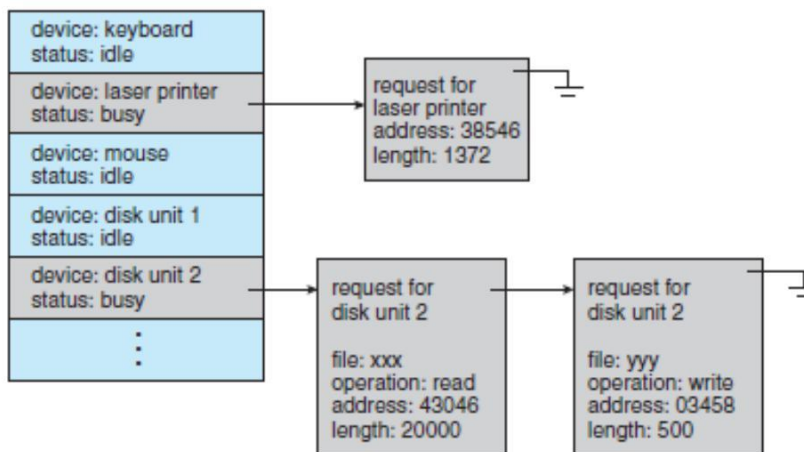 device: keyboard
status: idle
device: laser printer
status: busy
device: mouse
status: idle
device: disk unit 1
status: idle
device: disk unit 2
status: busy
request for
laser printer
address: 38546
length: 1372
request for
disk unit 2
file: xxx
operation: read
address: 43046
length: 20000
request for
disk unit 2
file: yyy
operation: write
address: 03458
length: 500